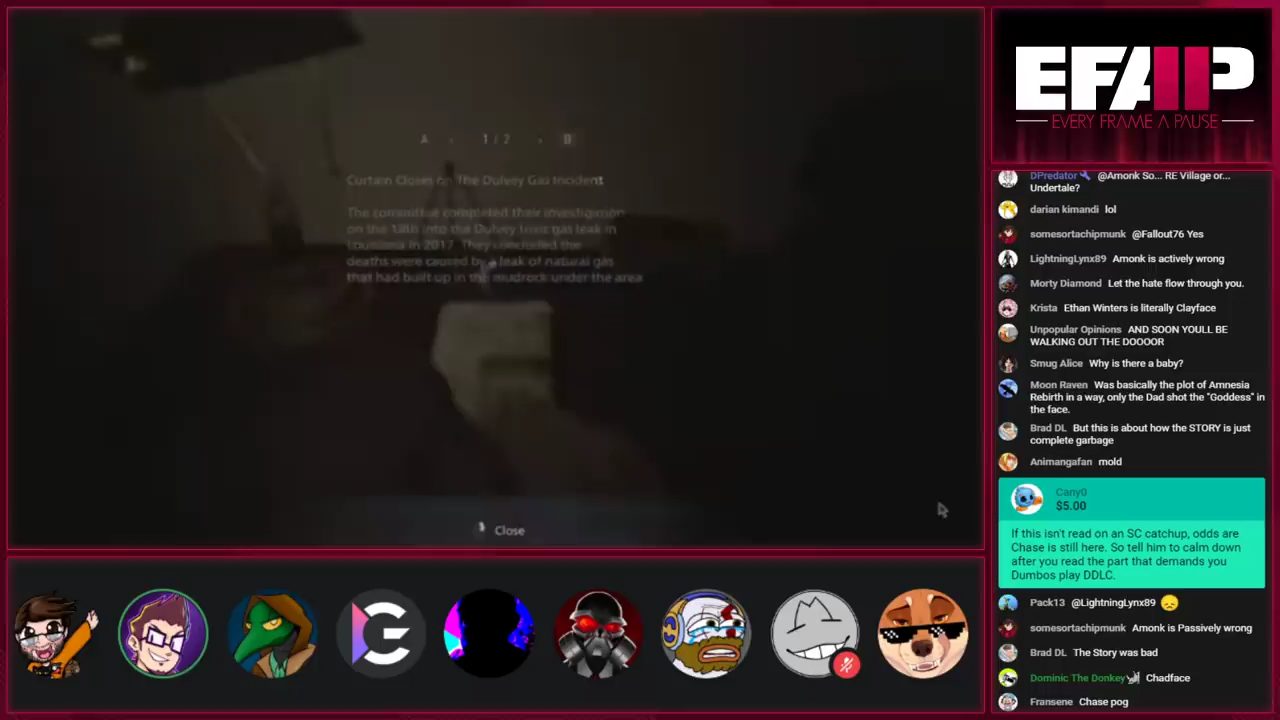 A 1/2 D
Curtain Closes on The Dulvey Gas Incident
The committee completed their investigation
on the 18th into the Dulvey toxic gas leak in
Louisiana in 2017. They concluded the
deaths were caused by a leak of natural gas
that had built up in the mudrock under the area
Close
EFAP
EVERY FRAME A PAUSE
DPredator @Amonk So... RE Village or...
Undertale?
darian kimandi lol
somesortachipmunk @Fallout76 Yes
LightningLynx89 Amonk is actively wrong
Morty Diamond Let the hate flow through you.
Krista Ethan Winters is literally Clayface
Unpopular Opinions AND SOON YOULL BE
WALKING OUT THE DOOOOR
Smug Alice Why is there a baby?
Moon Raven Was basically the plot of Amnesia
Rebirth in a way, only the Dad shot the "Goddess" in
the face.
Brad DL But this is about how the STORY is just
complete garbage
Animangafan mold
Cany0
$5.00
If this isn't read on an SC catchup, odds are
Chase is still here. So tell him to calm down
after you read the part that demands you
Dumbos play DDLC.
Pack13 @LightningLynx89
somesortachipmunk Amonk is Passively wrong
Brad DL The Story was bad
Dominic The Donkey Chadface
Fransene Chase pog